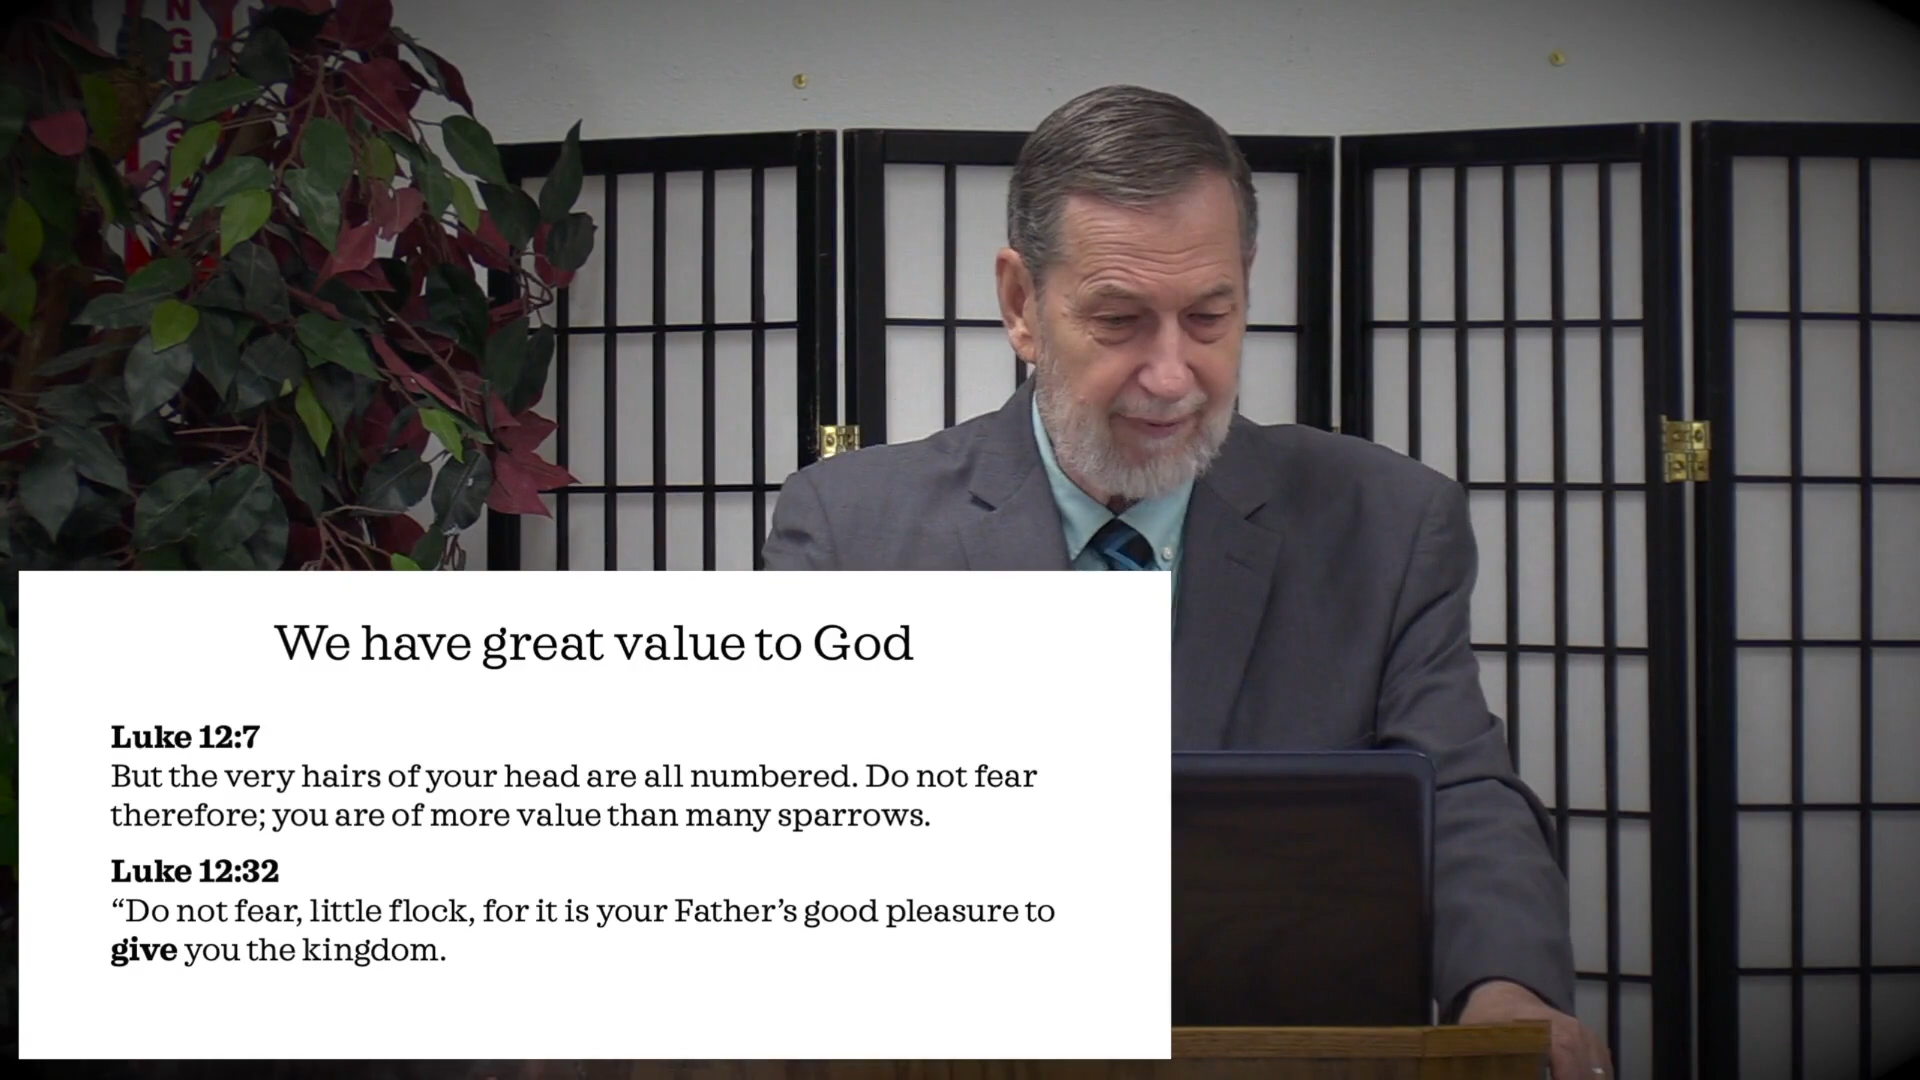 We have great value to God
Luke 12:7
But the very hairs of your head are all numbered. Do not fear
therefore; you are of more value than many sparrows.
Luke 12:32
“Do not fear, little flock, for it is your Father’s good pleasure to
give you the kingdom.